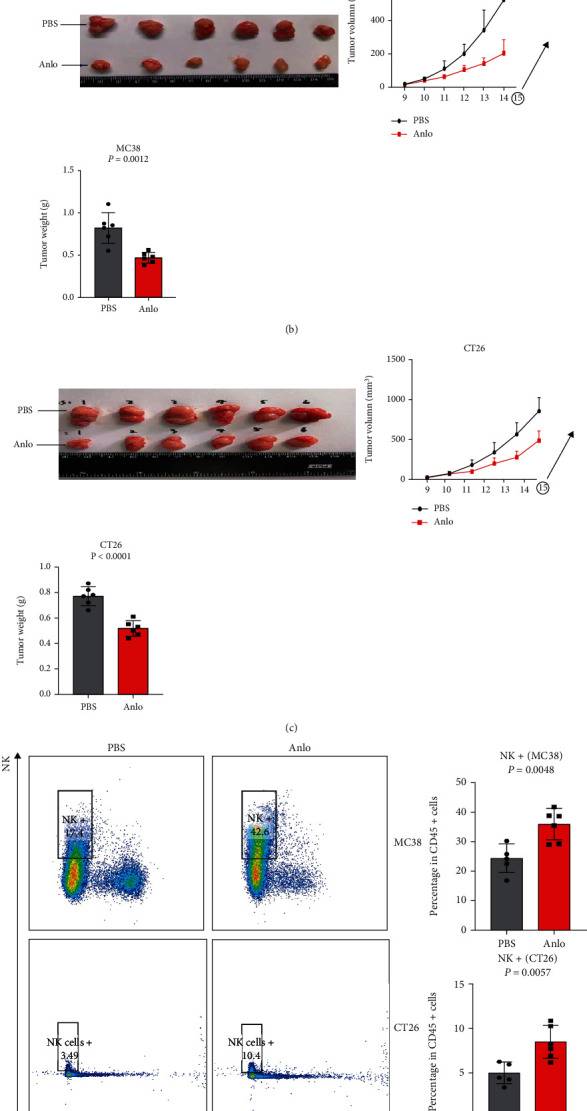 Tumor volumn (
400
200
0
9 10 11 12 13 14 15
PBS
Anlo
PBS
Anlo
MC38
P = 0.0012
Tumor weight (g)
1.5
1.0
0.5
0.0
PBS Anlo
(b)
PBS
Anlo
CT26
Tumor volumn (mm³)
1500
1000
500
0
9 10 11 12 13 14 15
PBS
Anlo
CT26
P < 0.0001
Tumor weight (g)
1.0
0.8
0.6
0.4
0.2
0.0
PBS Anlo
(c)
NK
PBS Anlo
NK +
17.4
NK +
42.6
MC38
NK + (MC38)
P = 0.0048
Percentage in CD45 + cells
50
40
30
20
10
0
PBS Anlo
NK cells +
3.49
NK cells +
10.4
CT26
NK + (CT26)
P = 0.0057
Percentage in CD45 + cells
15
10
5